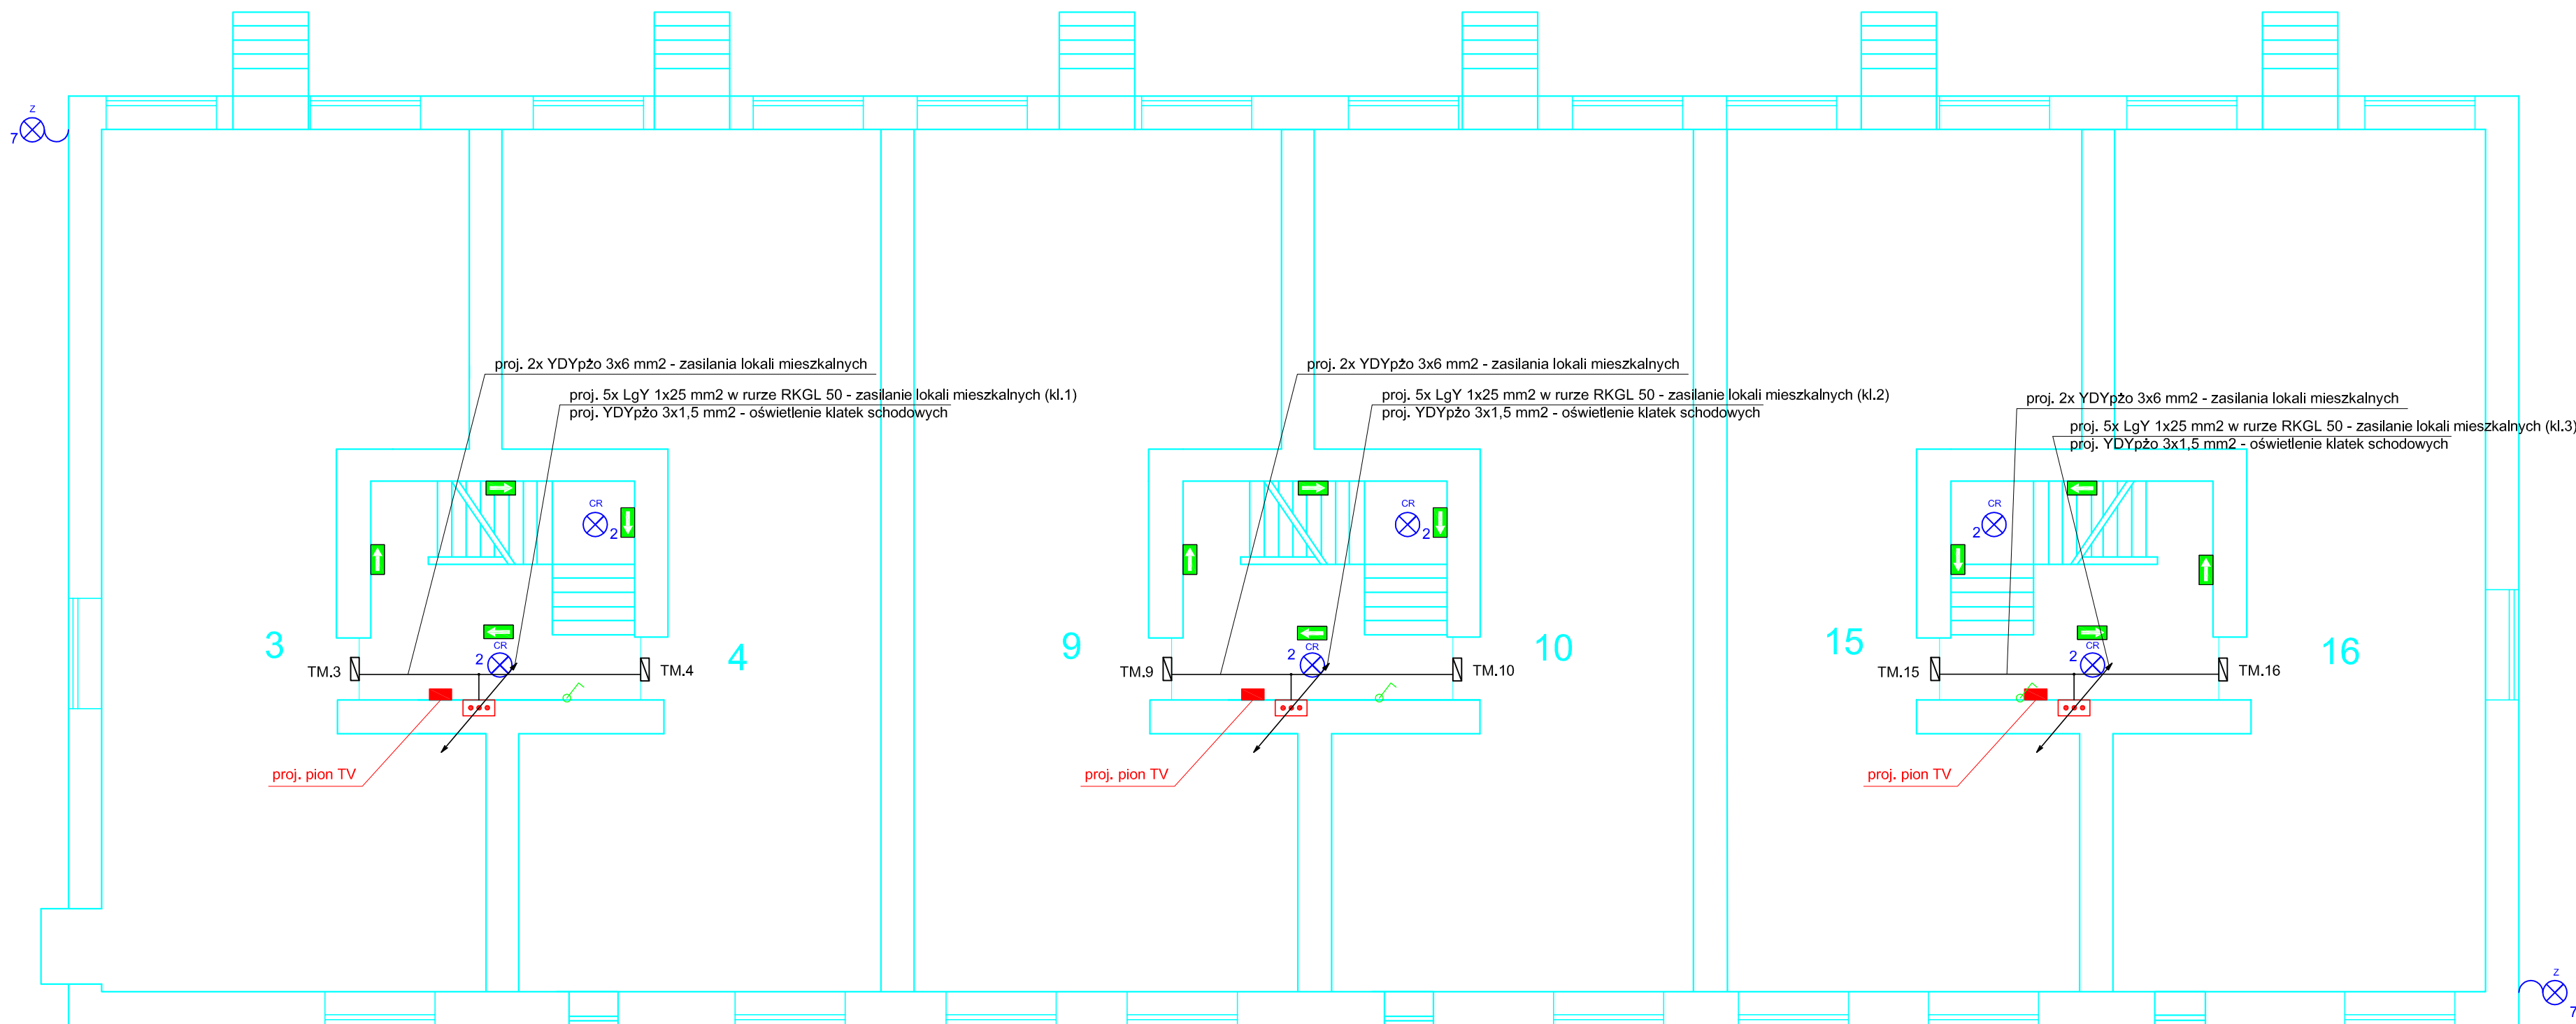 Z
7
proj. 2x YDYpżo 3x6 mm2 - zasilania lokali mieszkalnych
proj. 5x LgY 1x25 mm2 w rurze RKGL 50 - zasilanie lokali mieszkalnych (kl.1)
proj. YDYpżo 3x1,5 mm2 - oświetlenie klatek schodowych
CR
2
3
4
TM.3
2
CR
TM.4
proj. pion TV
proj. 2x YDYpżo 3x6 mm2 - zasilania lokali mieszkalnych
proj. 5x LgY 1x25 mm2 w rurze RKGL 50 - zasilanie lokali mieszkalnych (kl.2)
proj. YDYpżo 3x1,5 mm2 - oświetlenie klatek schodowych
CR
2
9
10
TM.9
2
CR
TM.10
proj. pion TV
proj. 2x YDYpżo 3x6 mm2 - zasilania lokali mieszkalnych
proj. 5x LgY 1x25 mm2 w rurze RKGL 50 - zasilanie lokali mieszkalnych (kl.3)
proj. YDYpżo 3x1,5 mm2 - oświetlenie klatek schodowych
CR
2
15
16
TM.15
2
CR
TM.16
proj. pion TV
Z
7